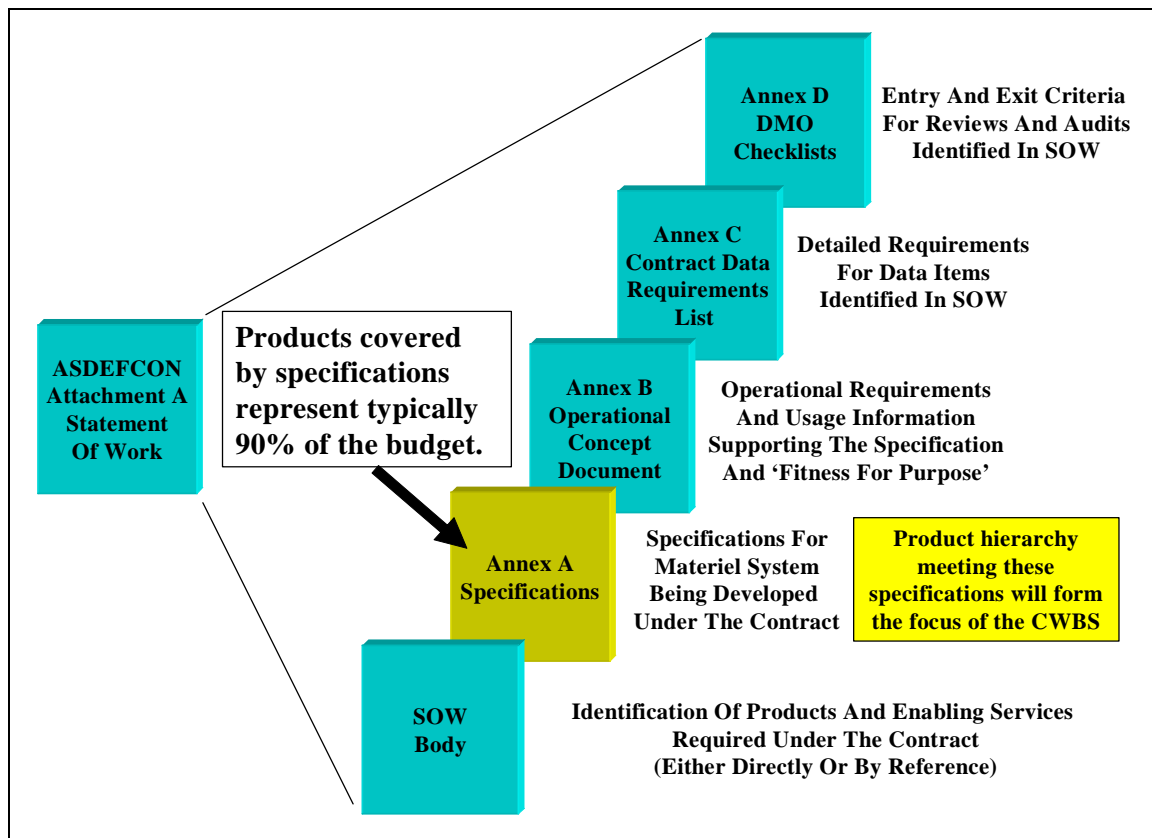 Annex D
DMO
Checklists
Entry And Exit Criteria
For Reviews And Audits
Identified In SOW
Annex C
Contract Data
Requirements
List
Detailed Requirements
For Data Items
Identified In SOW
ASDEFCON
Attachment A
Statement
Of Work
Products covered
by specifications
represent typically
90% of the budget.
Annex B
Operational
Concept
Document
Operational Requirements
And Usage Information
Supporting The Specification
And ‘Fitness For Purpose’
Annex A
Specifications
Specifications For
Materiel System
Being Developed
Under The Contract
Product hierarchy
meeting these
specifications will form
the focus of the CWBS
SOW
Body
Identification Of Products And Enabling Services
Required Under The Contract
(Either Directly Or By Reference)